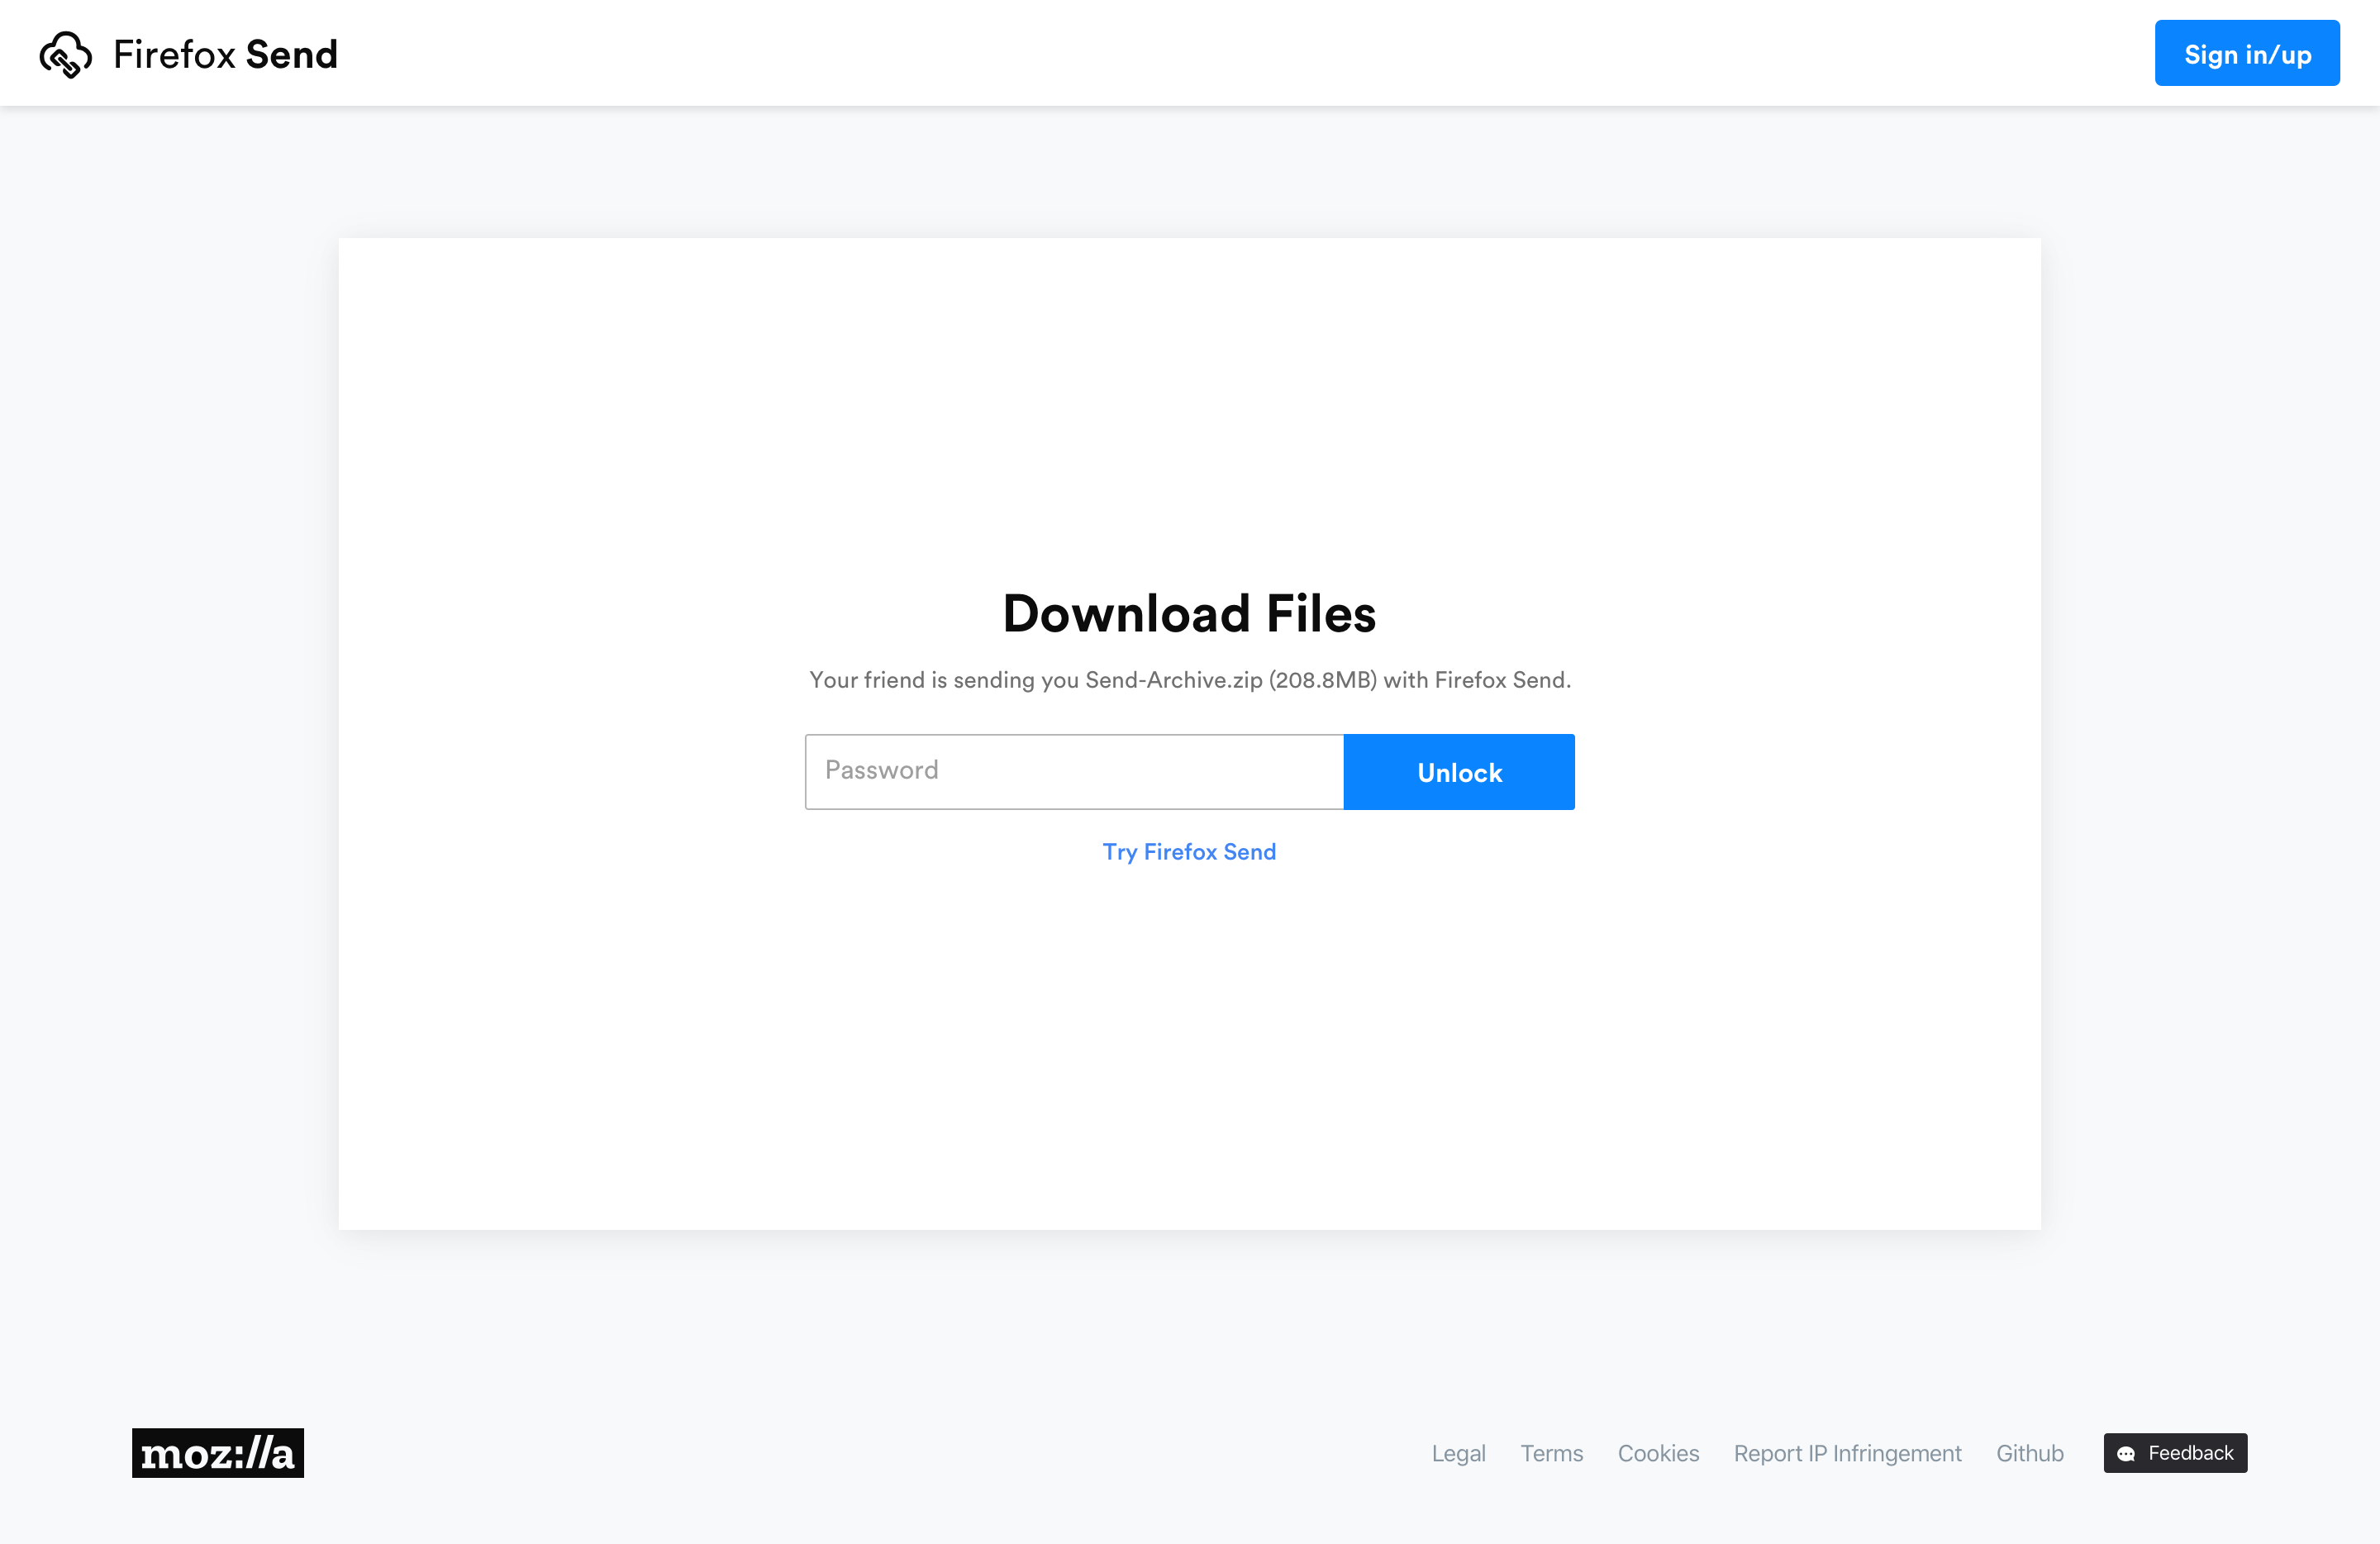 Firefox Send
Sign in/up
Download Files
Your friend is sending you Send-Archive.zip (208.8MB) with Firefox Send.
Password
Unlock
Try Firefox Send
moz://a
Legal
Terms
Cookies
Report IP Infringement
Github
Feedback